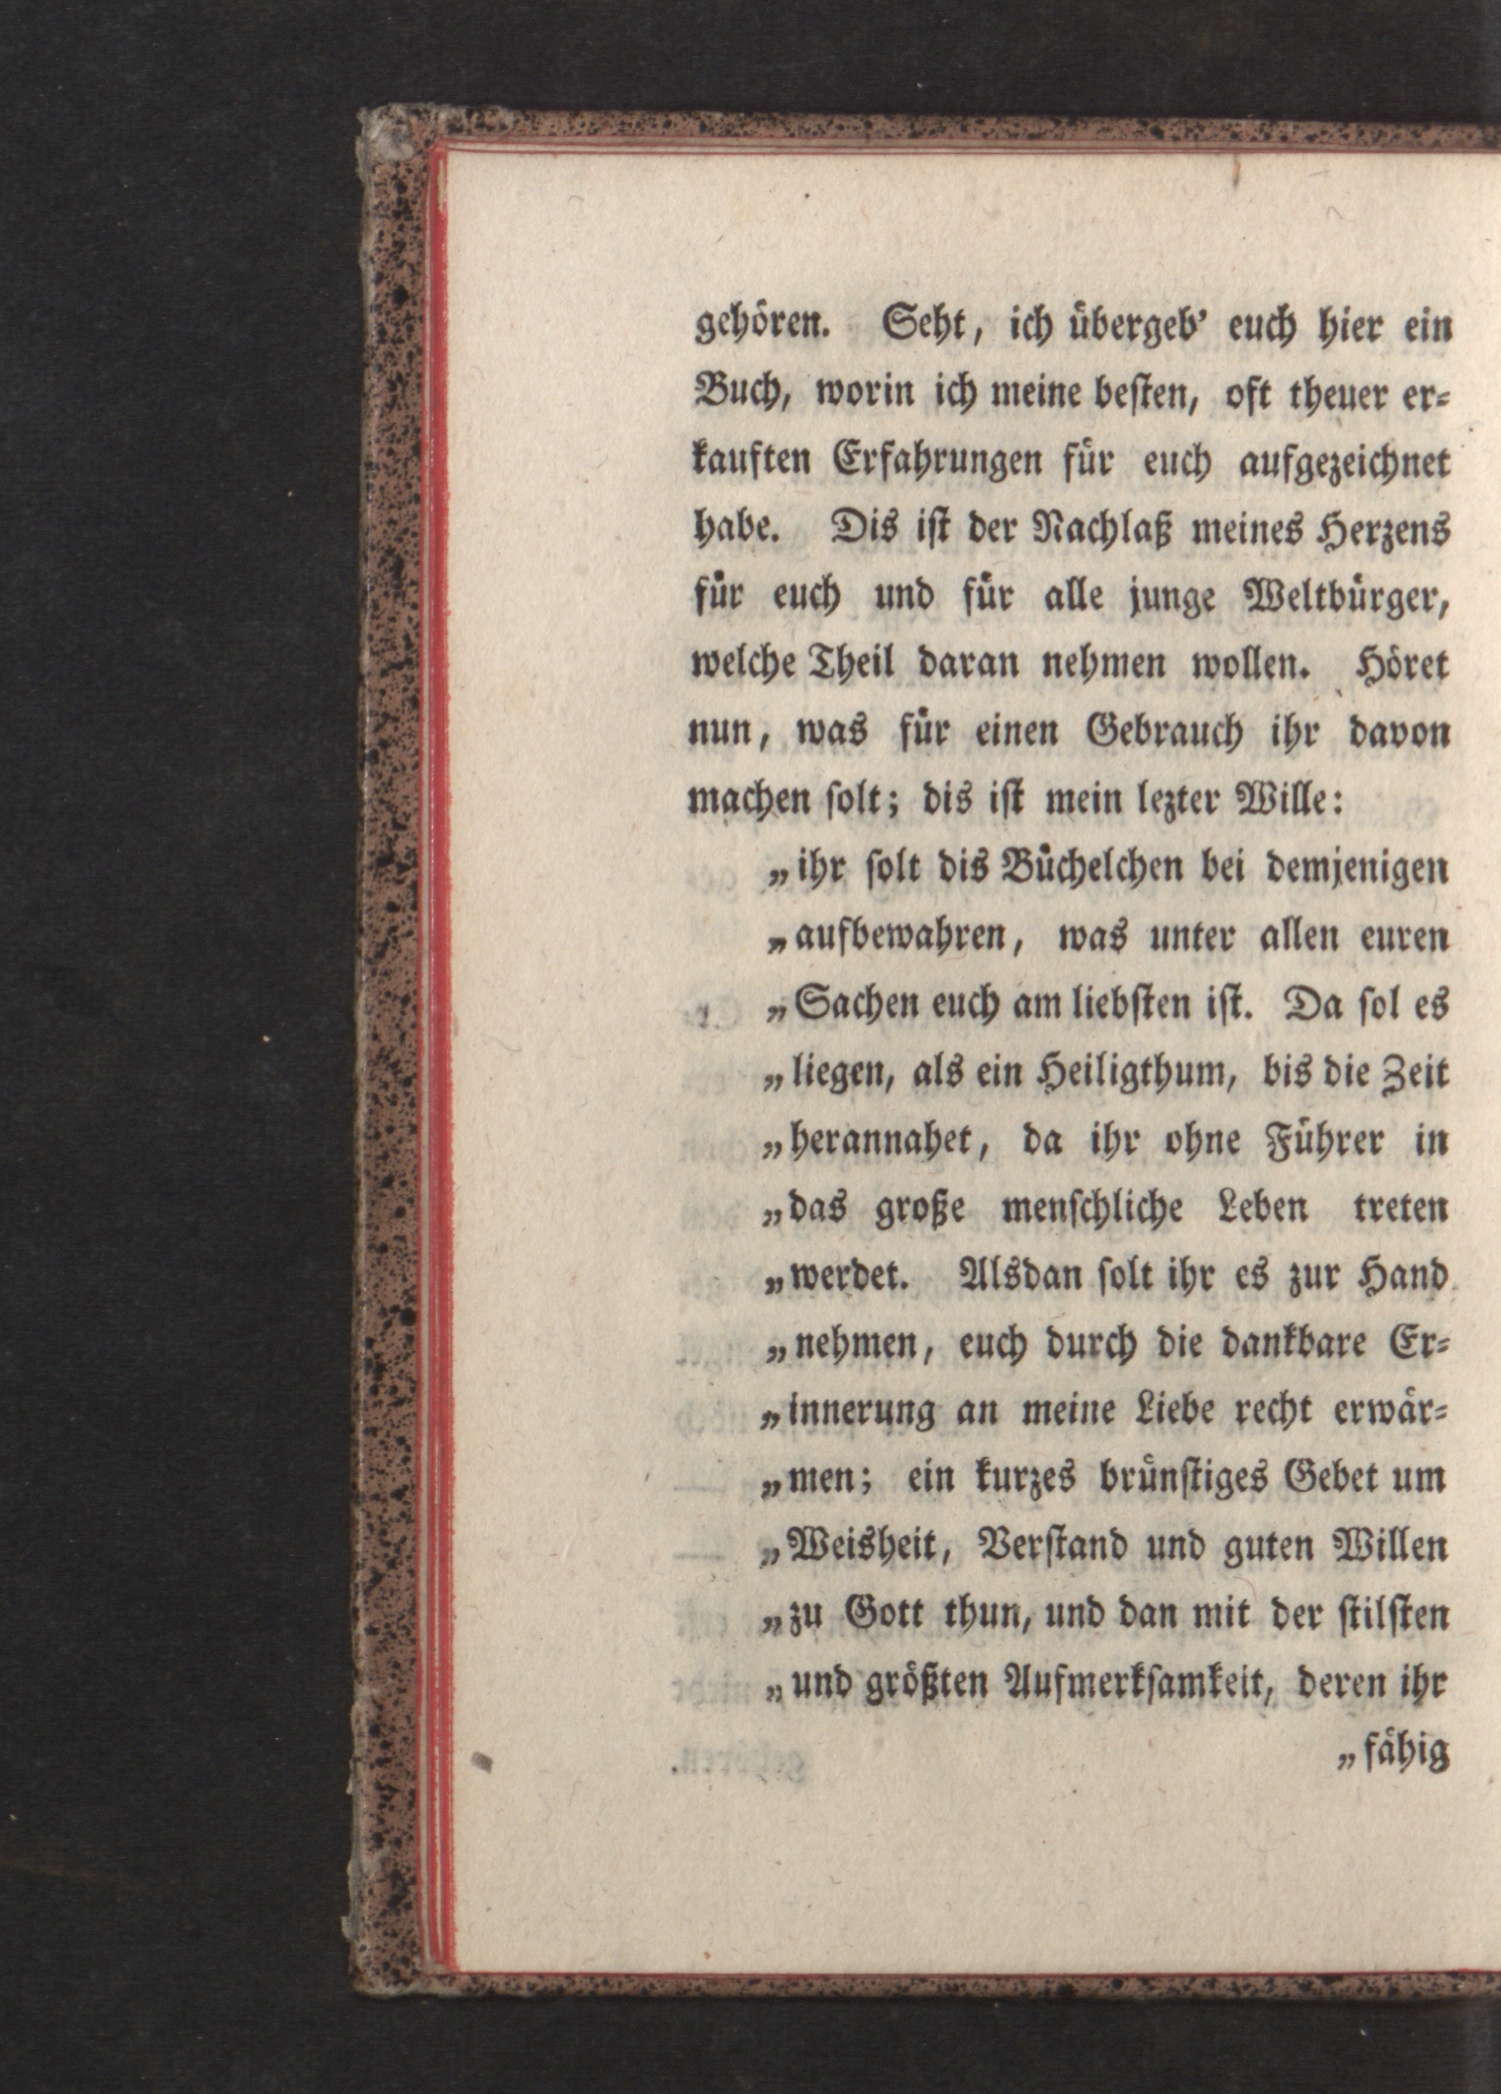 gehören. Seht, ich übergeb' euch hier ein
Buch, worin ich meine besten, oft theuer er-
kauften Erfahrungen für euch aufgezeichnet
habe. Dis ist der Nachlaß meines Herzens
für euch und für alle junge Weltbürger,
welche Theil daran nehmen wollen. Höret
nun, was für einen Gebrauch ihr davon
machen solt; dis ist mein lezter Wille:
„ihr solt dis Büchelchen bei demjenigen
„aufbewahren, was unter allen euren
„Sachen euch am liebsten ist. Da sol es
„liegen, als ein Heiligthum, bis die Zeit
„herannahet, da ihr ohne Führer in
„das große menschliche Leben treten
„werdet. Alsdan solt ihr es zur Hand
„nehmen, euch durch die dankbare Er-
„innerung an meine Liebe recht erwär-
„men; ein kurzes brünstiges Gebet um
„Weisheit, Verstand und guten Willen
„zu Gott thun, und dan mit der stilsten
„und größten Aufmerksamkeit, deren ihr
„fähig